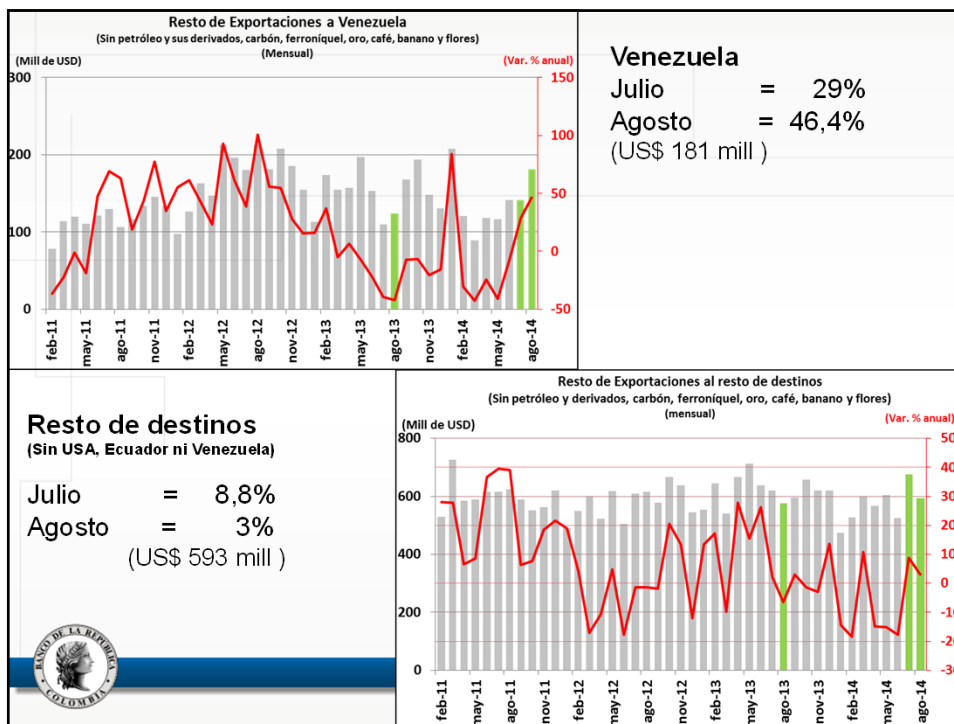 Resto de Exportaciones a Venezuela
(Sin petróleo y sus derivados, carbón, ferroníquel, oro, café, banano y flores)
(Mensual)
(Mill de USD)
(Var. % anual)
300
200
100
0
150
100
50
0
-50
feb-11
may-11
ago-11
nov-11
feb-12
may-12
ago-12
nov-12
feb-13
may-13
ago-13
nov-13
feb-14
may-14
ago-14
Venezuela
Julio = 29%
Agosto = 46,4%
(US$ 181 mill )
Resto de destinos
(Sin USA, Ecuador ni Venezuela)
Julio = 8,8%
Agosto = 3%
(US$ 593 mill )
Resto de Exportaciones al resto de destinos
(Sin petróleo y derivados, carbón, ferroníquel, oro, café, banano y flores)
(mensual)
(Mill de USD)
(Var. % anual)
800
600
400
200
0
50
40
30
20
10
0
-10
-20
-30
feb-11
may-11
ago-11
nov-11
feb-12
may-12
ago-12
nov-12
feb-13
may-13
ago-13
nov-13
feb-14
may-14
ago-14
BANCO DE LA REPÚBLICA
COLOMBIA